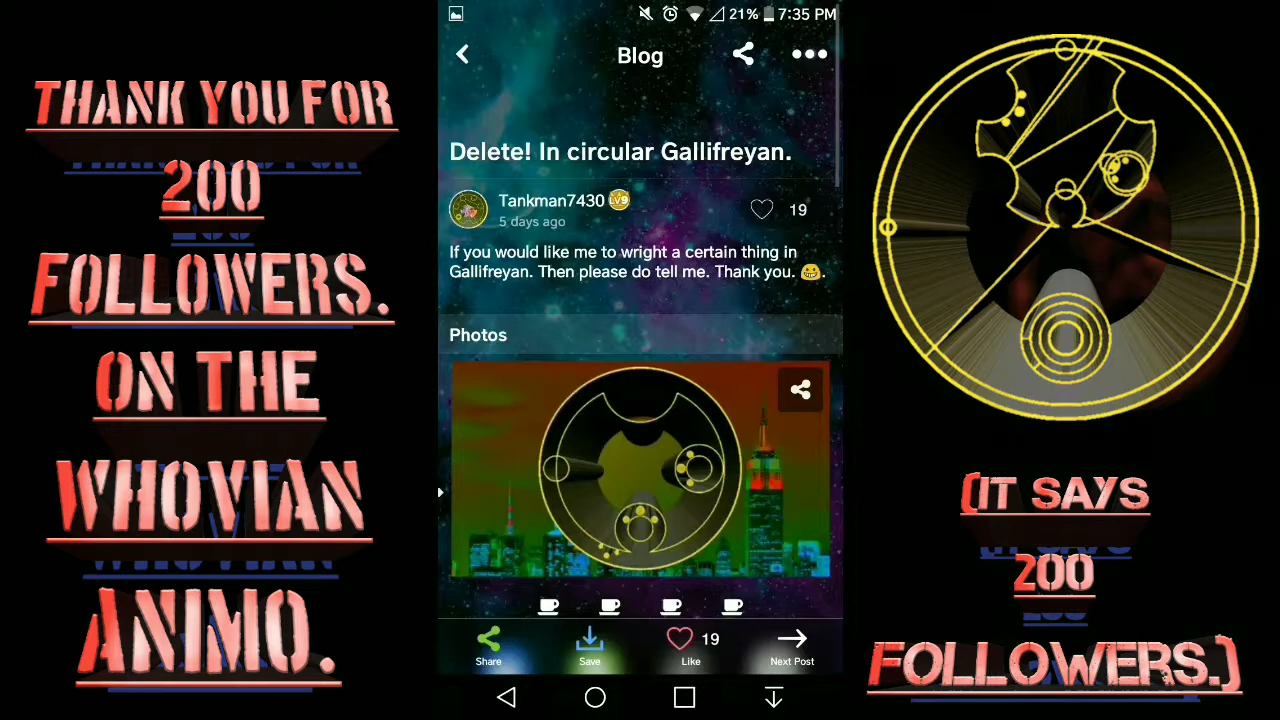 THANK YOU FOR
200
FOLLOWERS.
ON THE
WHOVIAN
ANIMO.
21% 7:35 PM
Blog
Delete! In circular Gallifreyan.
Tankman7430 LV9
5 days ago
19
If you would like me to wright a certain thing in
Gallifreyan. Then please do tell me. Thank you. 😀.
Photos
19
Share Save Like Next Post
(IT SAYS
200
FOLLOWERS.)